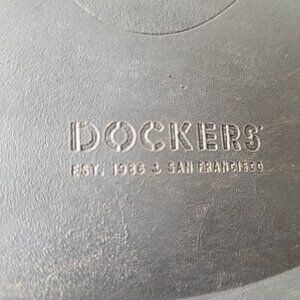 DOCKERS
EST. 1986 ± SAN FRANCISCO